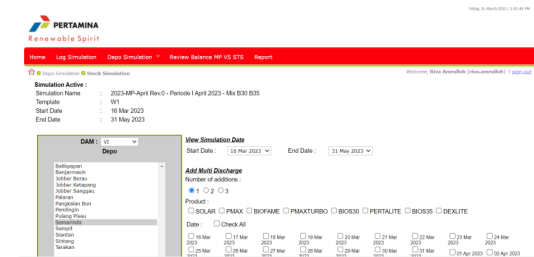 Friday, 31 March 2023 | 1:31:46 PM
PERTAMINA
Renewable Spirit
Home Log Simulation Depo Simulation Review Balance MP VS STS Report
Depo Simulation Stock Simulation
Welcome, Riva Amrullah [riva.amrullah] | sign out
Simulation Active :
Simulation Name : 2023-MP-April Rev.0 - Periode I April 2023 - Mix B30 B35
Template : W1
Start Date : 16 Mar 2023
End Date : 31 May 2023
DAM : VI
Depo
Balikpapan
Banjarmasin
Jobber Berau
Jobber Ketapang
Jobber Sanggau
Palaran
Pangkalan Bun
Pendingin
Pulang Pisau
Samarinda
Sampit
Siantan
Sintang
Tarakan
View Simulation Date
Start Date : 16 Mar 2023 End Date : 31 May 2023
Add Multi Discharge
Number of additions :
1 2 3
Product :
SOLAR PMAX BIOFAME PMAXTURBO BIOS30 PERTALITE BIOS35 DEXLITE
Date : Check All
16 Mar 2023 17 Mar 2023 18 Mar 2023 19 Mar 2023 20 Mar 2023 21 Mar 2023 22 Mar 2023 23 Mar 2023 24 Mar 2023
25 Mar 2023 26 Mar 2023 27 Mar 2023 28 Mar 2023 29 Mar 2023 30 Mar 2023 31 Mar 2023 01 Apr 2023 02 Apr 2023